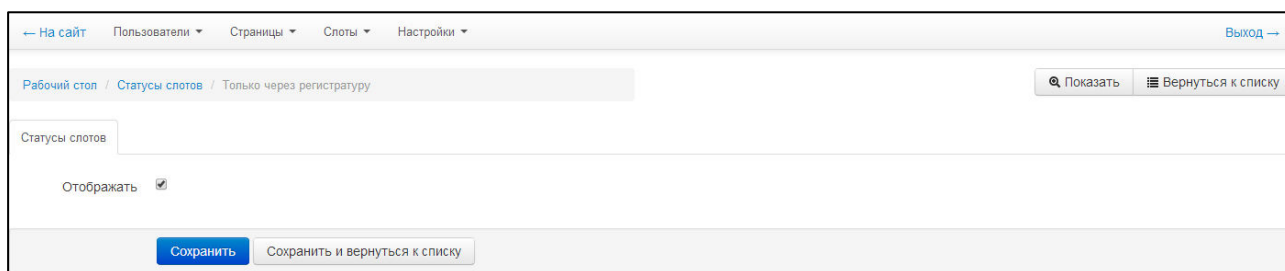 ← На сайт Пользователи Страницы Слоты Настройки Выход →
Рабочий стол / Статусы слотов / Только через регистратуру Показать Вернуться к списку
Статусы слотов
Отображать
Сохранить Сохранить и вернуться к списку